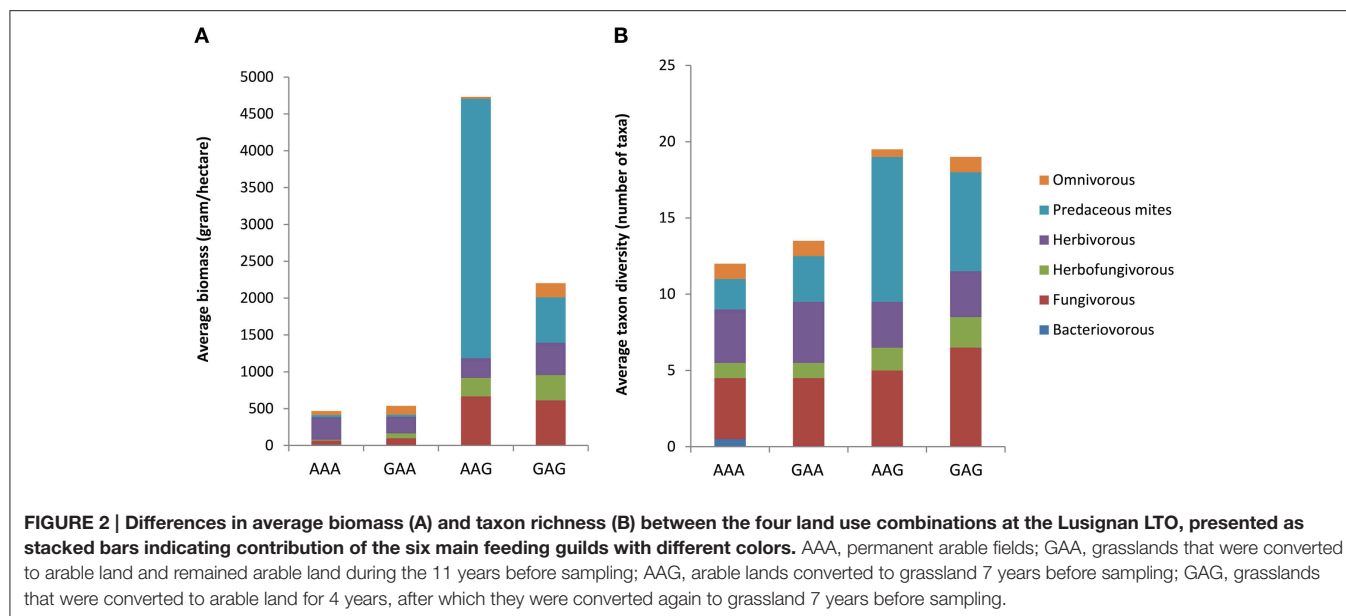 A
Average biomass (gram/hectare)
5000
4500
4000
3500
3000
2500
2000
1500
1000
500
0
AAA GAA AAG GAG
B
Average taxon diversity (number of taxa)
25
20
15
10
5
0
AAA GAA AAG GAG
Omnivorous
Predaceous mites
Herbivorous
Herbofungivorous
Fungivorous
Bacteriovorous
FIGURE 2 | Differences in average biomass (A) and taxon richness (B) between the four land use combinations at the Lusignan LTO, presented as
stacked bars indicating contribution of the six main feeding guilds with different colors. AAA, permanent arable fields; GAA, grasslands that were converted
to arable land and remained arable land during the 11 years before sampling; AAG, arable lands converted to grassland 7 years before sampling; GAG, grasslands
that were converted to arable land for 4 years, after which they were converted again to grassland 7 years before sampling.